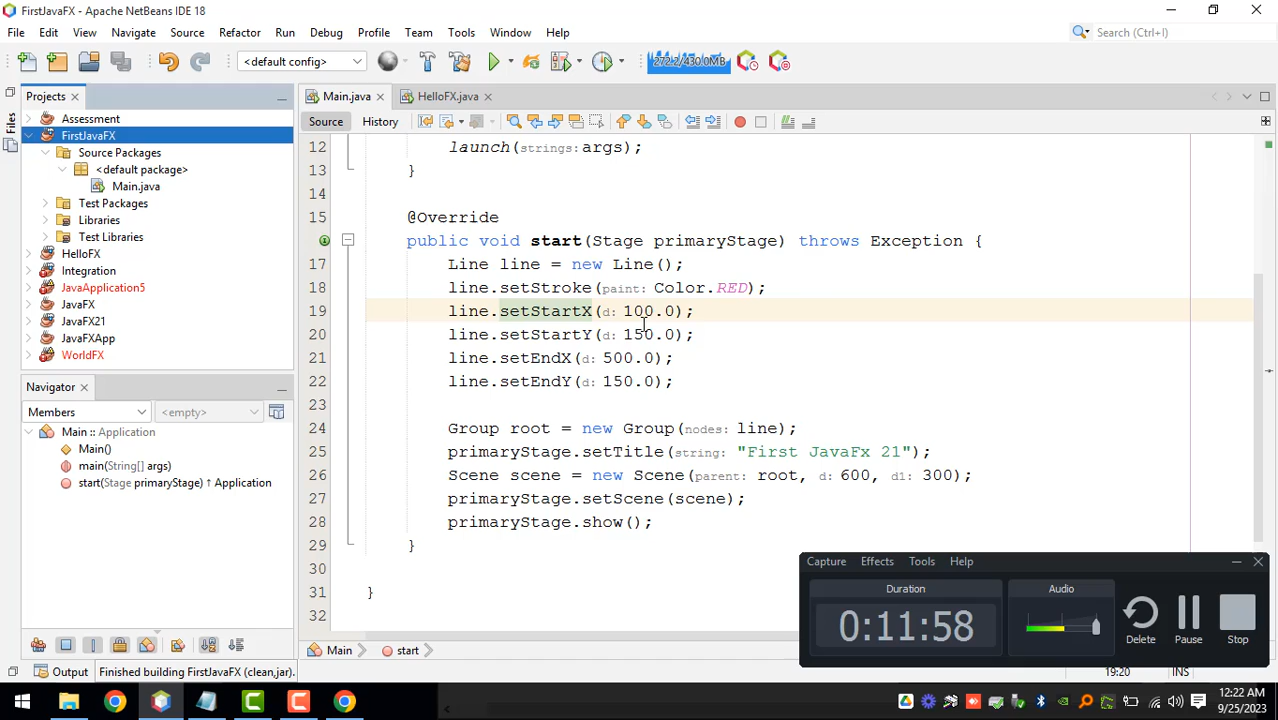 FirstJavaFX - Apache NetBeans IDE 18
File Edit View Navigate Source Refactor Run Debug Profile Team Tools Window Help
Search (Ctrl+I)
<default config>
272.2/430.0MB
Projects
Main.java
HelloFX.java
Files
Source
History
Assessment
FirstJavaFX
Source Packages
<default package>
Main.java
Test Packages
Libraries
Test Libraries
HelloFX
Integration
JavaApplication5
JavaFX
JavaFX21
JavaFXApp
WorldFX
12 launch(strings: args);
13 }
14
15 @Override
public void start(Stage primaryStage) throws Exception {
17 Line line = new Line();
18 line.setStroke(paint: Color.RED);
19 line.setStartX(d: 100.0);
20 line.setStartY(d: 150.0);
21 line.setEndX(d: 500.0);
22 line.setEndY(d: 150.0);
23
24 Group root = new Group(nodes: line);
25 primaryStage.setTitle(string: "First JavaFx 21");
26 Scene scene = new Scene(parent: root, d: 600, d1: 300);
27 primaryStage.setScene(scene);
28 primaryStage.show();
29 }
30
31 }
32
Navigator
Members
<empty>
Main :: Application
Main()
main(String[] args)
start(Stage primaryStage) ↑ Application
Capture Effects Tools Help
Duration
0:11:58
Audio
Delete
Pause
Stop
Main
start
Output
Finished building FirstJavaFX (clean,jar).
19:20
INS
12:22 AM
9/25/2023